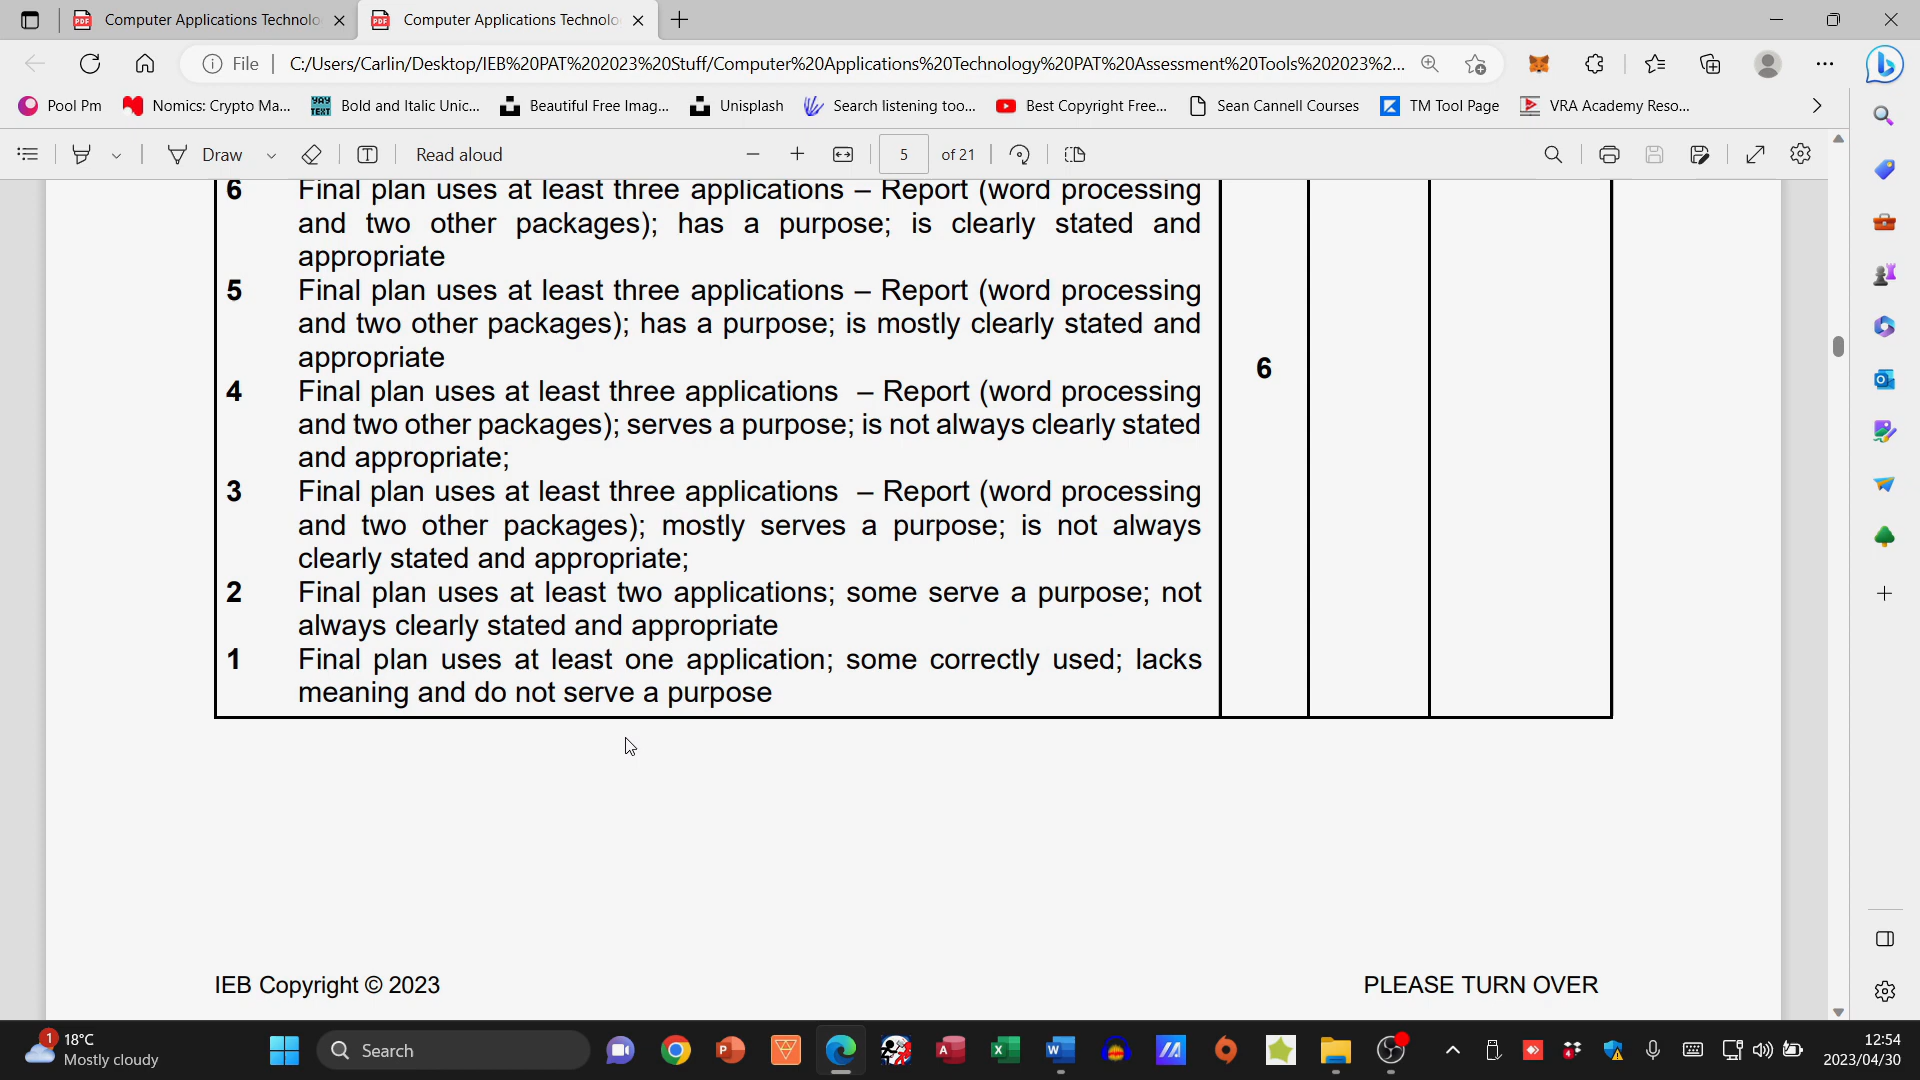 Computer Applications Technolo
Computer Applications Technolo
File
C:/Users/Carlin/Desktop/IEB%20PAT%202023%20Stuff/Computer%20Applications%20Technology%20PAT%20Assessment%20Tools%202023%2...
Pool Pm
Nomics: Crypto Ma...
Bold and Italic Unic...
Beautiful Free Imag...
Unsplash
Search listening too...
Best Copyright Free...
Sean Cannell Courses
TM Tool Page
VRA Academy Reso...
Draw
Read aloud
5 of 21
6 Final plan uses at least three applications – Report (word processing
and two other packages); has a purpose; is clearly stated and
appropriate
5 Final plan uses at least three applications – Report (word processing
and two other packages); has a purpose; is mostly clearly stated and
appropriate
6
4 Final plan uses at least three applications – Report (word processing
and two other packages); serves a purpose; is not always clearly stated
and appropriate;
3 Final plan uses at least three applications – Report (word processing
and two other packages); mostly serves a purpose; is not always
clearly stated and appropriate;
2 Final plan uses at least two applications; some serve a purpose; not
always clearly stated and appropriate
1 Final plan uses at least one application; some correctly used; lacks
meaning and do not serve a purpose
IEB Copyright © 2023
PLEASE TURN OVER
1
18°C
Mostly cloudy
Search
12:54
2023/04/30